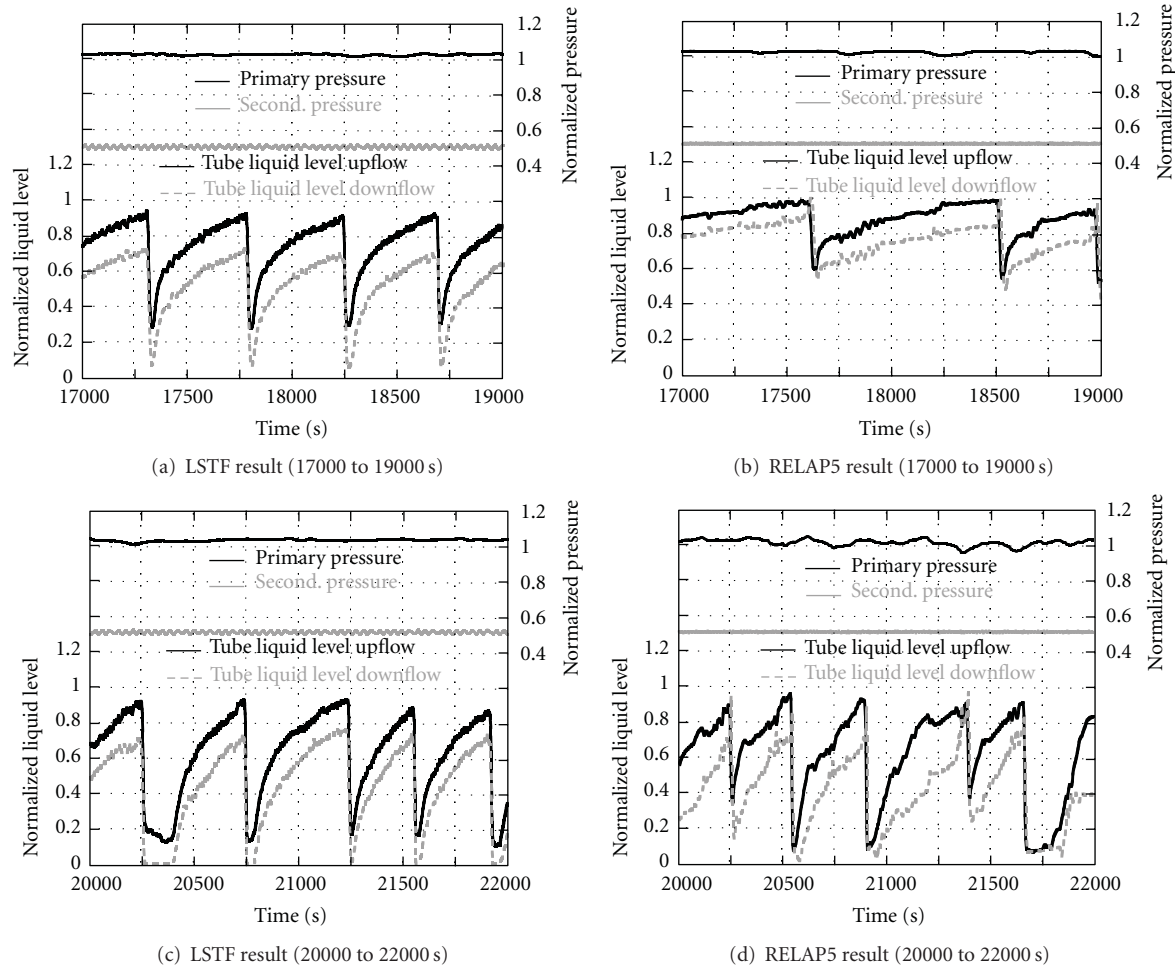 1.2
1
0.8
0.6
0.4
Normalized pressure
Primary pressure
Second. pressure
1.2
1
0.8
0.6
0.4
0.2
0
Normalized liquid level
Tube liquid level upflow
Tube liquid level downflow
17000 17500 18000 18500 19000
Time (s)
(a) LSTF result (17000 to 19000 s)
1.2
1
0.8
0.6
0.4
Normalized pressure
Primary pressure
Second. pressure
1.2
1
0.8
0.6
0.4
0.2
0
Normalized liquid level
Tube liquid level upflow
Tube liquid level downflow
17000 17500 18000 18500 19000
Time (s)
(b) RELAP5 result (17000 to 19000 s)
1.2
1
0.8
0.6
0.4
Normalized pressure
Primary pressure
Second. pressure
1.2
1
0.8
0.6
0.4
0.2
0
Normalized liquid level
Tube liquid level upflow
Tube liquid level downflow
20000 20500 21000 21500 22000
Time (s)
(c) LSTF result (20000 to 22000 s)
1.2
1
0.8
0.6
0.4
Normalized pressure
Primary pressure
Second. pressure
1.2
1
0.8
0.6
0.4
0.2
0
Normalized liquid level
Tube liquid level upflow
Tube liquid level downflow
20000 20500 21000 21500 22000
Time (s)
(d) RELAP5 result (20000 to 22000 s)